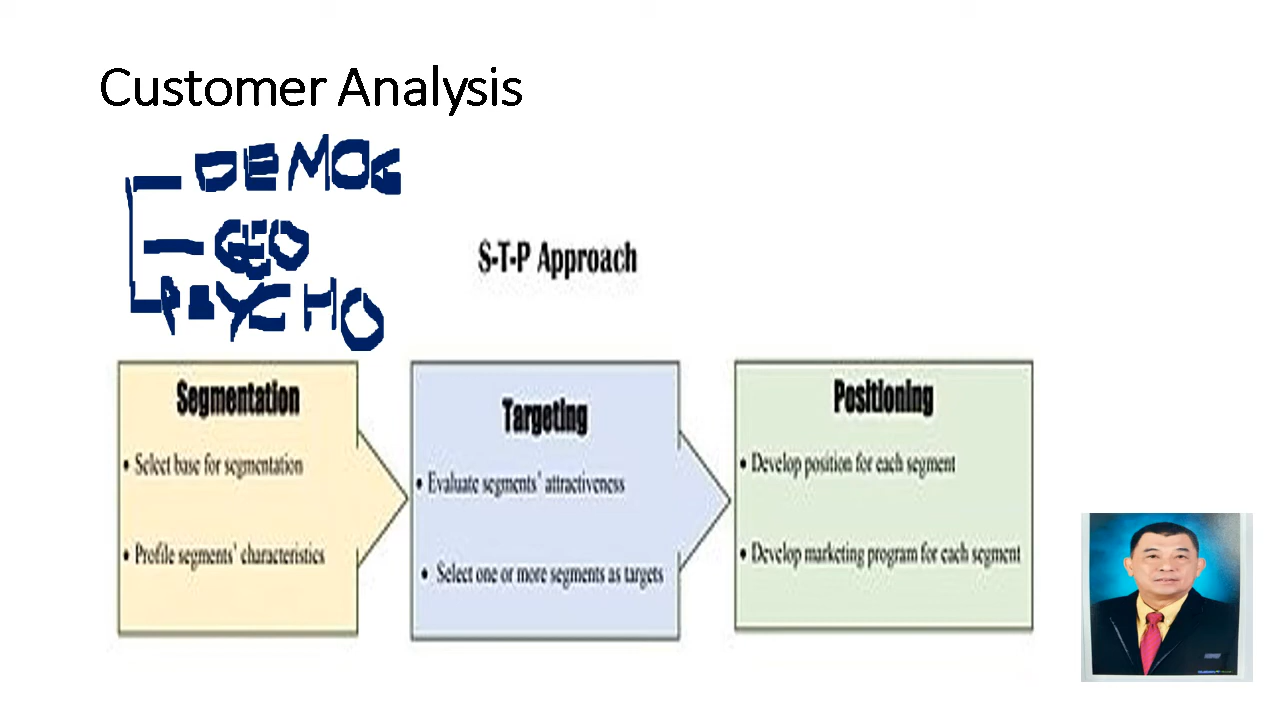 Customer Analysis
DEMOG
GEO
PSYCHO
S-T-P Approach
Segmentation
• Select base for segmentation
• Profile segments' characteristics
Targeting
• Evaluate segments' attractiveness
• Select one or more segments as targets
Positioning
• Develop position for each segment
• Develop marketing program for each segment